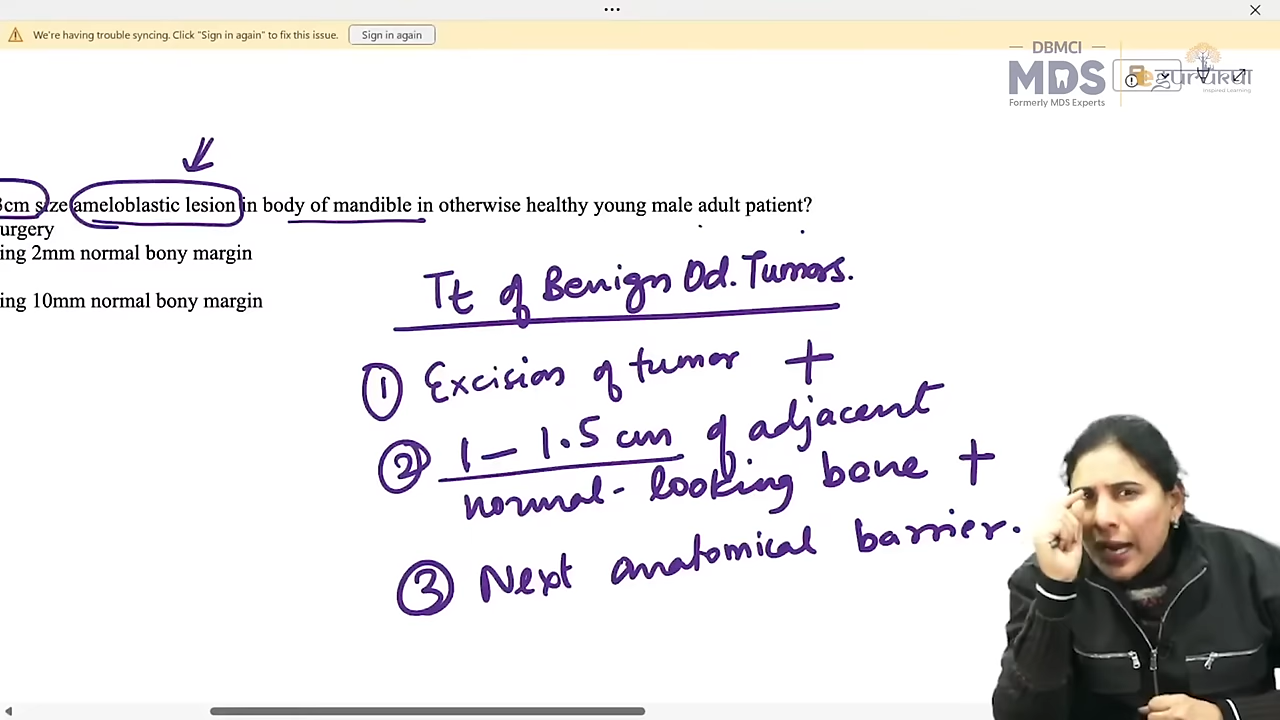 We're having trouble syncing. Click "Sign in again" to fix this issue. Sign in again
DBMCI
MDS
Formerly MDS Experts
egurukul
Inspired Learning
3cm size ameloblastic lesion in body of mandible in otherwise healthy young male adult patient?
urgery
ing 2mm normal bony margin
ing 10mm normal bony margin
Tt of Benign Od. Tumors.
① Excision of tumor +
② 1 - 1.5 cm of adjacent
normal-looking bone +
③ Next anatomical barrier.